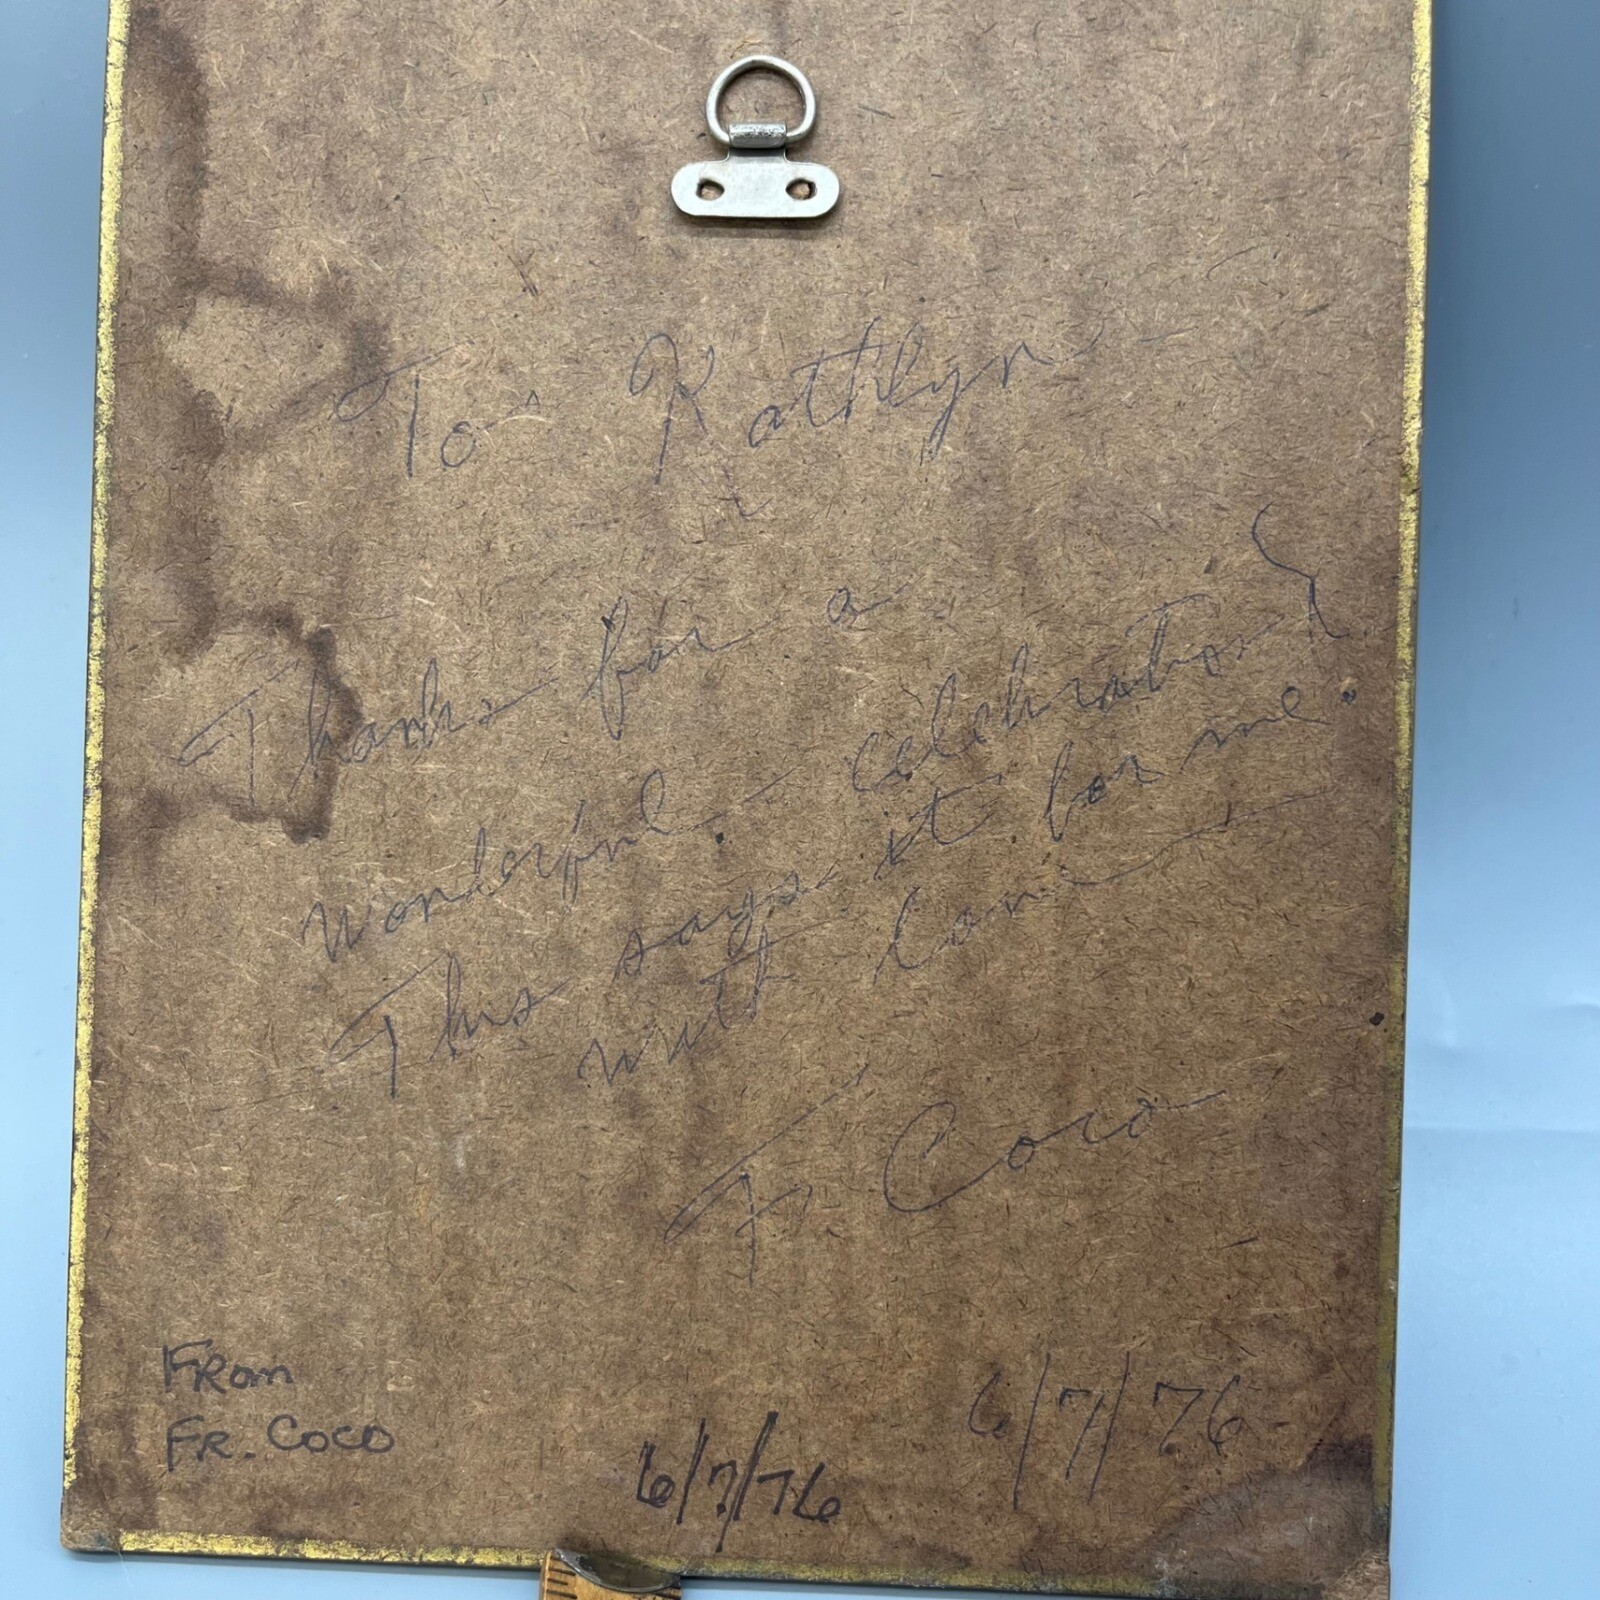 To Kathlyn -
Thanks for a
wonderful celebration
This says it for me.
with love
Fr. Coco
From
Fr. Coco
6/7/76
6/7/76